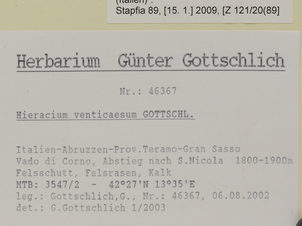 (Italien) .
Stapfia 89, [15. 1.] 2009, [Z 121/20(89]
Herbarium Günter Gottschlich
Nr.: 46367
Hieracium venticaesum GOTTSCHL.
Italien-Abruzzen-Prov.Teramo-Gran Sasso
Vado di Corno, Abstieg nach S.Nicola 1800-1900m
Felsschutt, Felsrasen, Kalk
MTB: 3547/2 - 42°27'N 13°35'E
leg.: Gottschlich,G., Nr.: 46367, 06.08.2002
det.: G.Gottschlich 1/2003